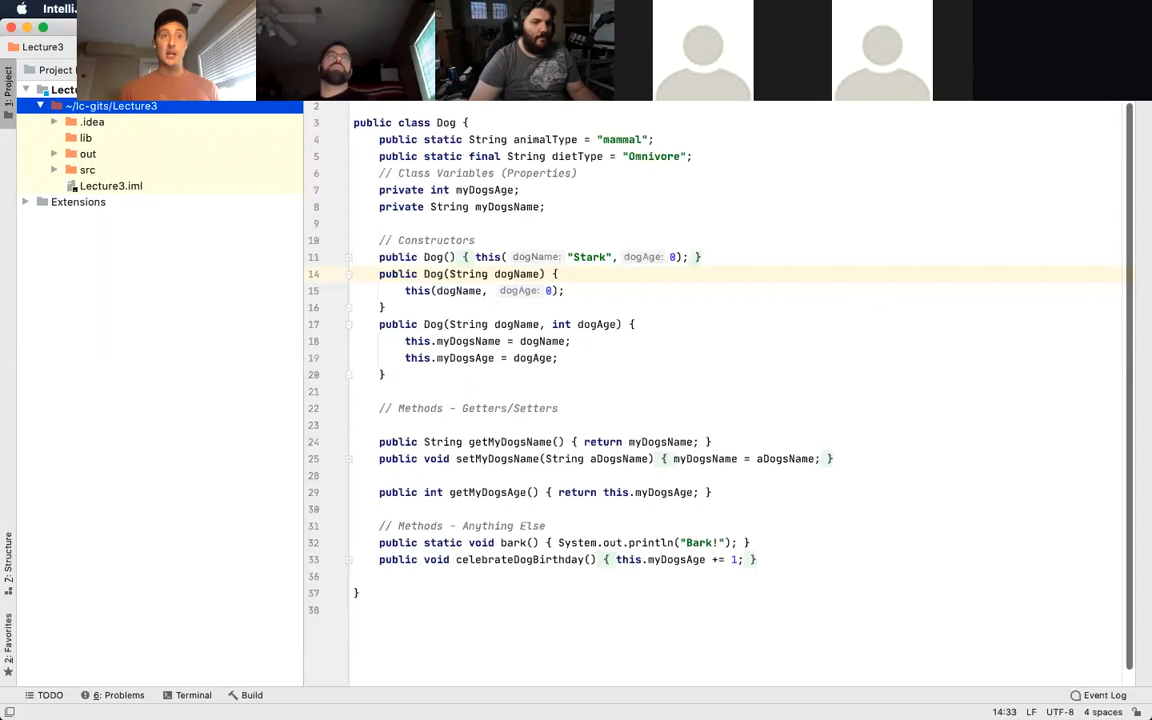 Intelli
Lecture3
Project
1: Project
Lectu
~/lc-gits/Lecture3
.idea
lib
out
src
Lecture3.iml
Extensions
2
3 public class Dog {
4 public static String animalType = "mammal";
5 public static final String dietType = "Omnivore";
6 // Class Variables (Properties)
7 private int myDogsAge;
8 private String myDogsName;
9
10 // Constructors
11 public Dog() { this( dogName: "Stark", dogAge: 0); }
14 public Dog(String dogName) {
15 this(dogName, dogAge: 0);
16 }
17 public Dog(String dogName, int dogAge) {
18 this.myDogsName = dogName;
19 this.myDogsAge = dogAge;
20 }
21
22 // Methods - Getters/Setters
23
24 public String getMyDogsName() { return myDogsName; }
25 public void setMyDogsName(String aDogsName) { myDogsName = aDogsName; }
28
29 public int getMyDogsAge() { return this.myDogsAge; }
30
31 // Methods - Anything Else
32 public static void bark() { System.out.println("Bark!"); }
33 public void celebrateDogBirthday() { this.myDogsAge += 1; }
36
37 }
38
Z: Structure
2: Favorites
TODO 6: Problems Terminal Build Event Log
14:33 LF UTF-8 4 spaces